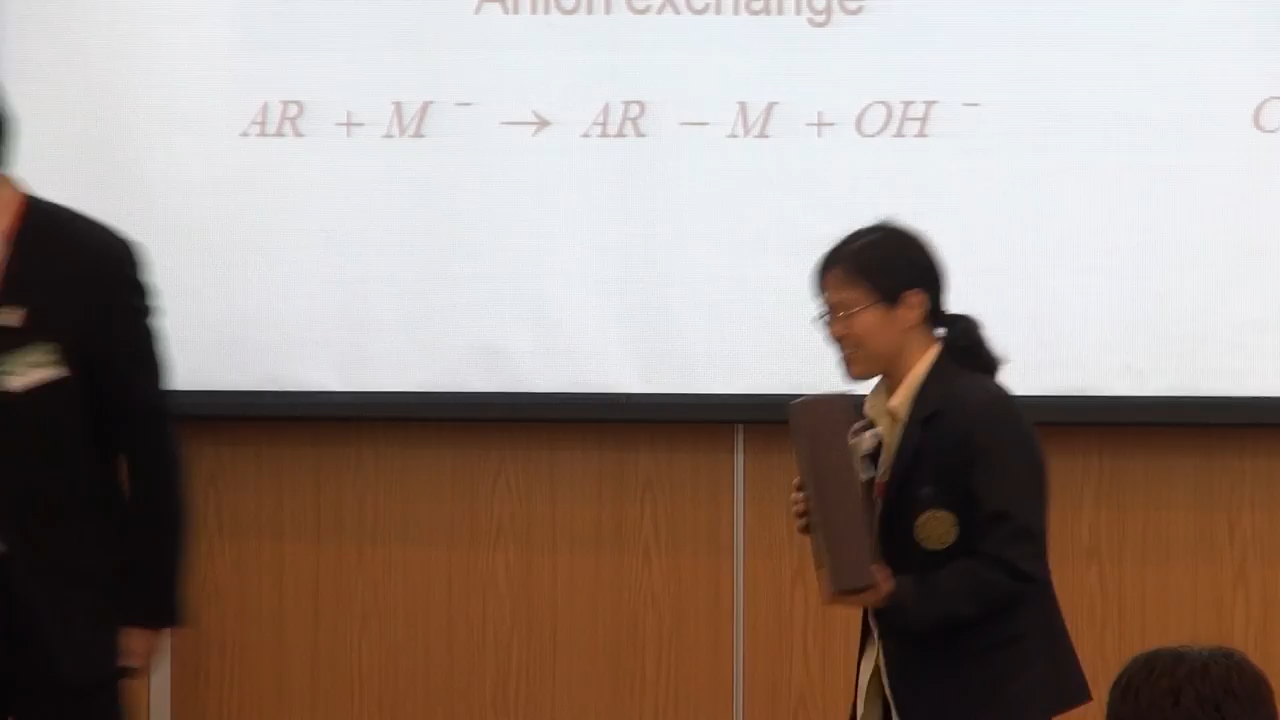 Anion exchange
AR + M⁻ → AR − M + OH⁻